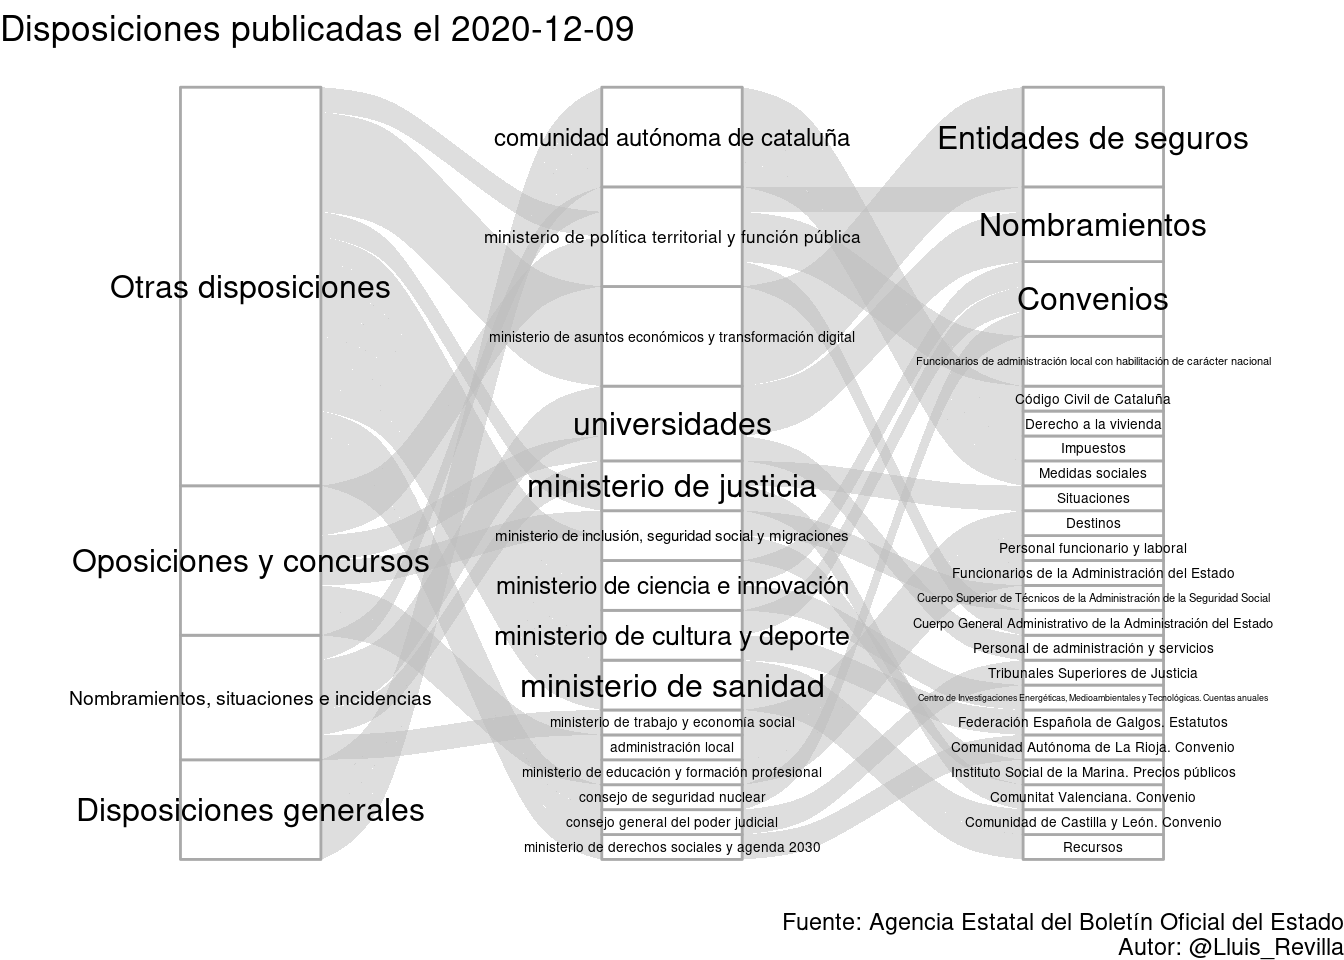 Disposiciones publicadas el 2020-12-09
Otras disposiciones
Oposiciones y concursos
Nombramientos, situaciones e incidencias
Disposiciones generales
comunidad autónoma de cataluña
ministerio de política territorial y función pública
ministerio de asuntos económicos y transformación digital
universidades
ministerio de justicia
ministerio de inclusión, seguridad social y migraciones
ministerio de ciencia e innovación
ministerio de cultura y deporte
ministerio de sanidad
ministerio de trabajo y economía social
administración local
ministerio de educación y formación profesional
consejo de seguridad nuclear
consejo general del poder judicial
ministerio de derechos sociales y agenda 2030
Entidades de seguros
Nombramientos
Convenios
Funcionarios de administración local con habilitación de carácter nacional
Código Civil de Cataluña
Derecho a la vivienda
Impuestos
Medidas sociales
Situaciones
Destinos
Personal funcionario y laboral
Funcionarios de la Administración del Estado
Cuerpo Superior de Técnicos de la Administración de la Seguridad Social
Cuerpo General Administrativo de la Administración del Estado
Personal de administración y servicios
Tribunales Superiores de Justicia
Centro de Investigaciones Energéticas, Medioambientales y Tecnológicas. Cuentas anuales
Federación Española de Galgos. Estatutos
Comunidad Autónoma de La Rioja. Convenio
Instituto Social de la Marina. Precios públicos
Comunitat Valenciana. Convenio
Comunidad de Castilla y León. Convenio
Recursos
Fuente: Agencia Estatal del Boletín Oficial del Estado
Autor: @Lluis_Revilla